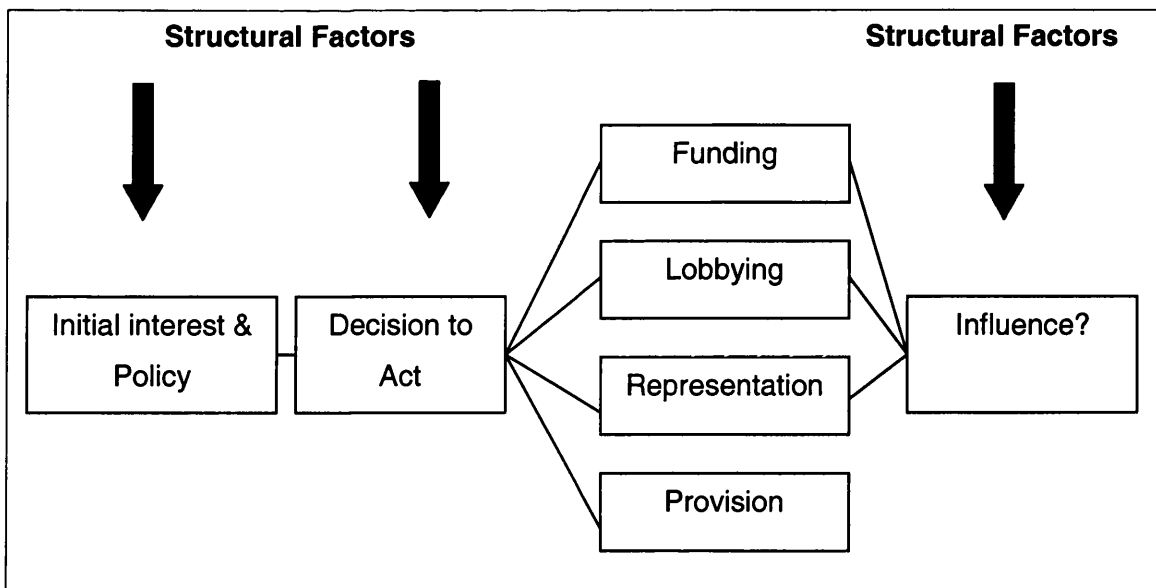 Structural Factors
Structural Factors
Funding
Lobbying
Initial interest &
Policy
Decision to
Act
Influence?
Representation
Provision